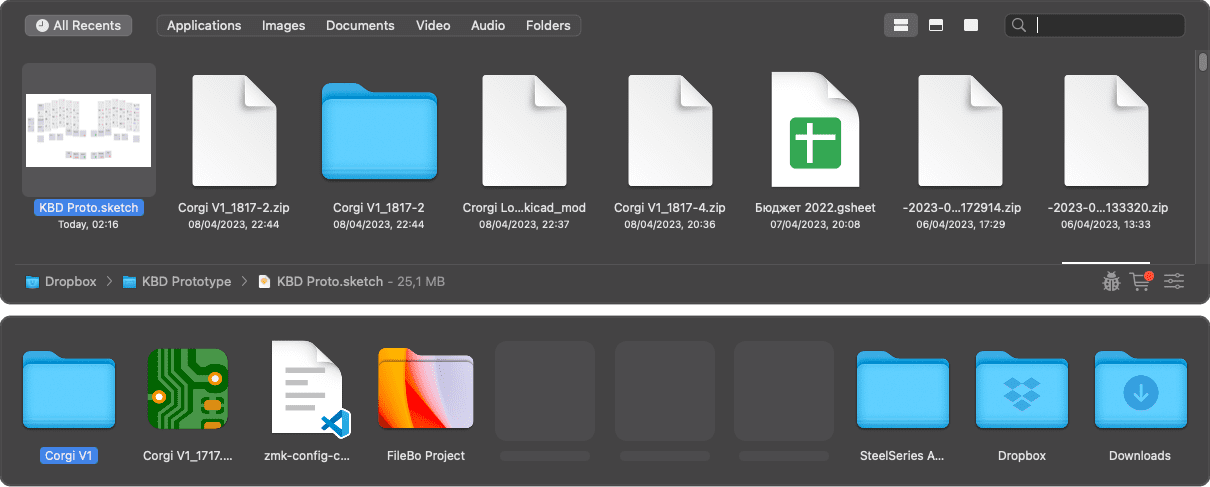 All Recents
Applications Images Documents Video Audio Folders
KBD Proto.sketch
Today, 02:16
Corgi V1_1817-2.zip
08/04/2023, 22:44
Corgi V1_1817-2
08/04/2023, 22:44
Crorgi Lo...kicad_mod
08/04/2023, 22:37
Corgi V1_1817-4.zip
08/04/2023, 20:36
Бюджет 2022.gsheet
07/04/2023, 20:08
-2023-0...172914.zip
06/04/2023, 17:29
-2023-0...133320.zip
06/04/2023, 13:33
Dropbox > KBD Prototype > KBD Proto.sketch - 25,1 MB
Corgi V1
Corgi V1_1717....
zmk-config-c...
FileBo Project
SteelSeries A...
Dropbox
Downloads